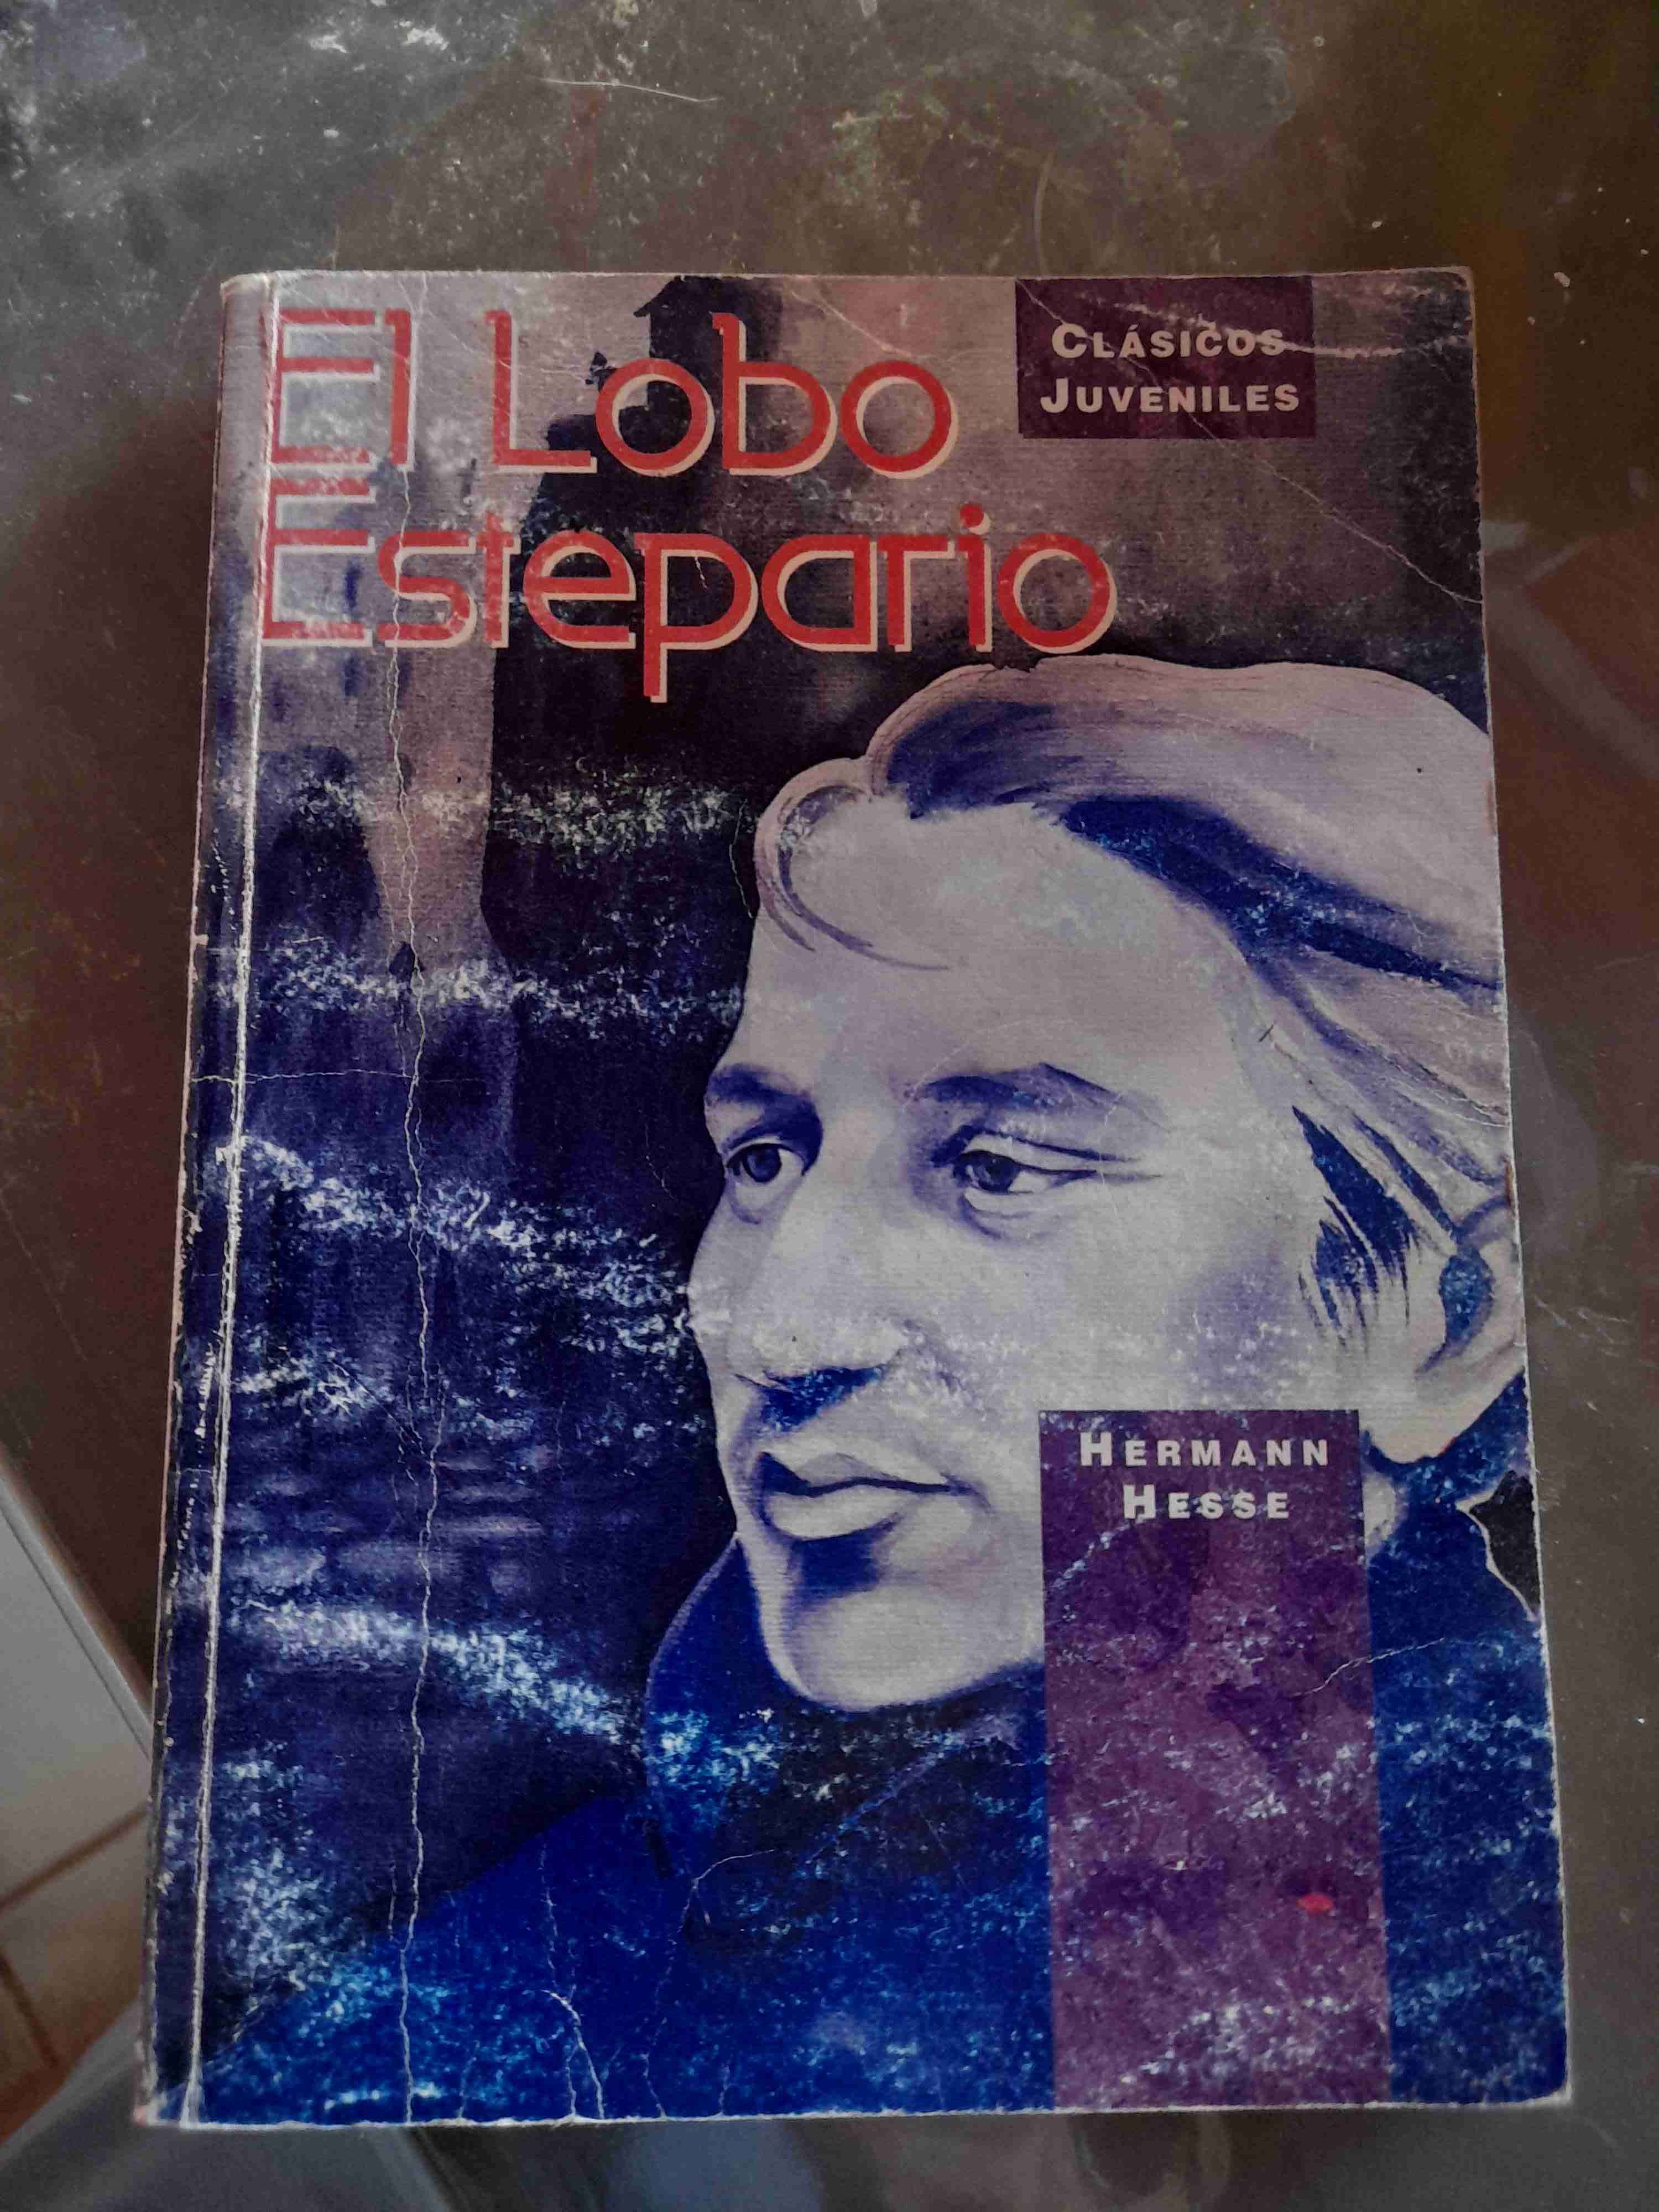 El Lobo
Estepario
CLÁSICOS
JUVENILES
HERMANN
HESSE